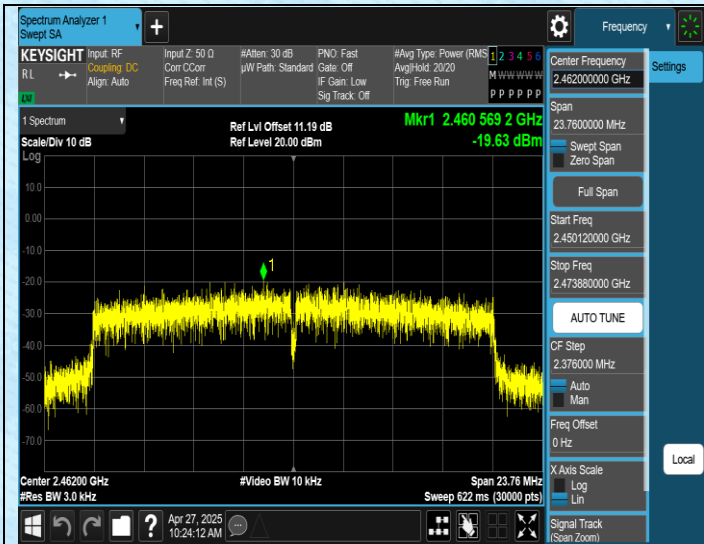 Spectrum Analyzer 1
Swept SA
+
Frequency
KEYSIGHT
RL
LXI
Input: RF
Coupling: DC
Align: Auto
Input Z: 50 Ω
Corr CCorr
Freq Ref: Int (S)
#Atten: 30 dB
µW Path: Standard
PNO: Fast
Gate: Off
IF Gain: Low
Sig Track: Off
#Avg Type: Power (RMS
Avg|Hold: 20/20
Trig: Free Run
1 2 3 4 5 6
M W W W W W
P P P P P P
1 Spectrum
Scale/Div 10 dB
Log
Ref Lvl Offset 11.19 dB
Ref Level 20.00 dBm
Mkr1 2.460 569 2 GHz
-19.63 dBm
1
10.0
0.00
-10.0
-20.0
-30.0
-40.0
-50.0
-60.0
-70.0
Center 2.46200 GHz
#Res BW 3.0 kHz
#Video BW 10 kHz
Span 23.76 MHz
Sweep 622 ms (30000 pts)
Center Frequency
2.462000000 GHz
Settings
Span
23.7600000 MHz
Swept Span
Zero Span
Full Span
Start Freq
2.450120000 GHz
Stop Freq
2.473880000 GHz
AUTO TUNE
CF Step
2.376000 MHz
Auto
Man
Freq Offset
0 Hz
X Axis Scale
Log
Lin
Signal Track
(Span Zoom)
Local
?
Apr 27, 2025
10:24:12 AM